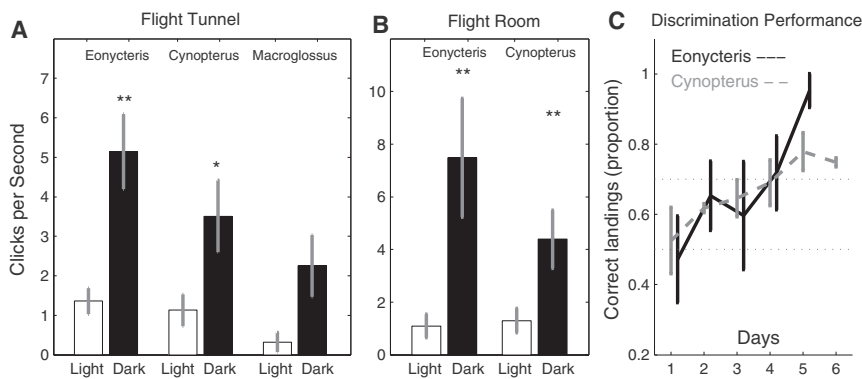 A Flight Tunnel
Eonycteris Cynopterus Macroglossus
7
6
5
4
3
2
1
0
Clicks per Second
**
*
Light Dark Light Dark Light Dark
B Flight Room
Eonycteris Cynopterus
10
8
6
4
2
0
**
**
Light Dark Light Dark
C Discrimination Performance
Eonycteris
Cynopterus
1
0.8
0.6
0.4
0.2
Correct landings (proportion)
Days
1 2 3 4 5 6